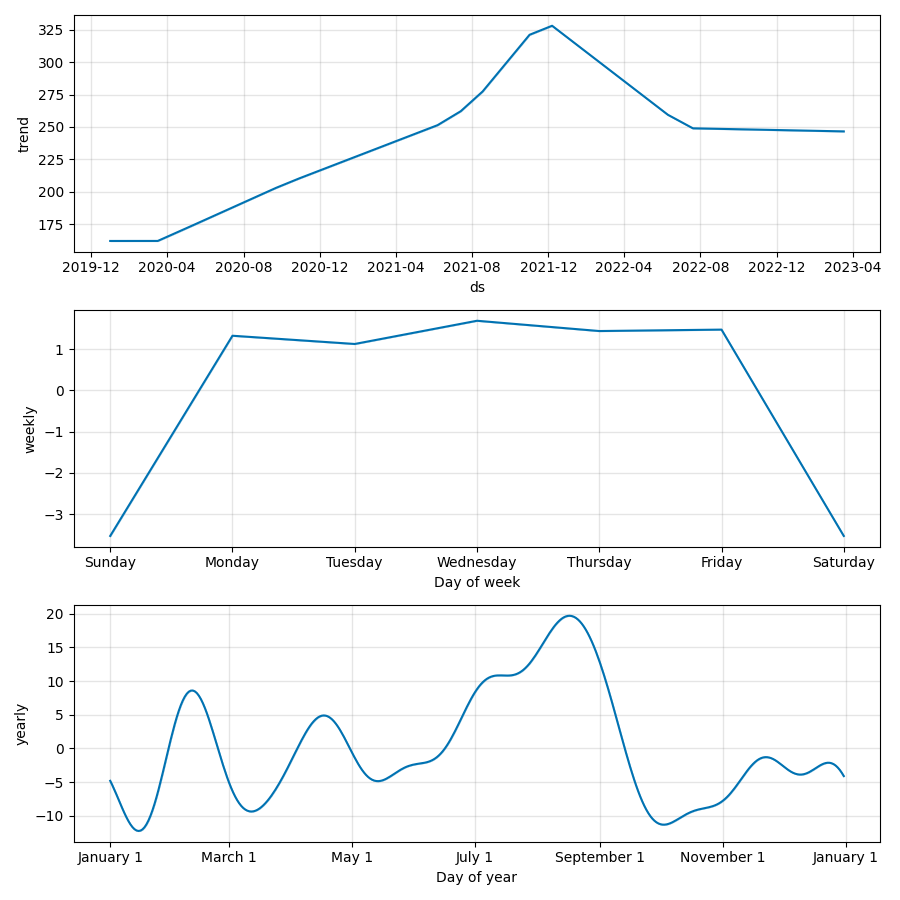 325
300
275
250
225
200
175
trend
2019-12 2020-04 2020-08 2020-12 2021-04 2021-08 2021-12 2022-04 2022-08 2022-12 2023-04
ds
1
0
−1
−2
−3
weekly
Sunday Monday Tuesday Wednesday Thursday Friday Saturday
Day of week
20
15
10
5
0
−5
−10
yearly
January 1 March 1 May 1 July 1 September 1 November 1 January 1
Day of year